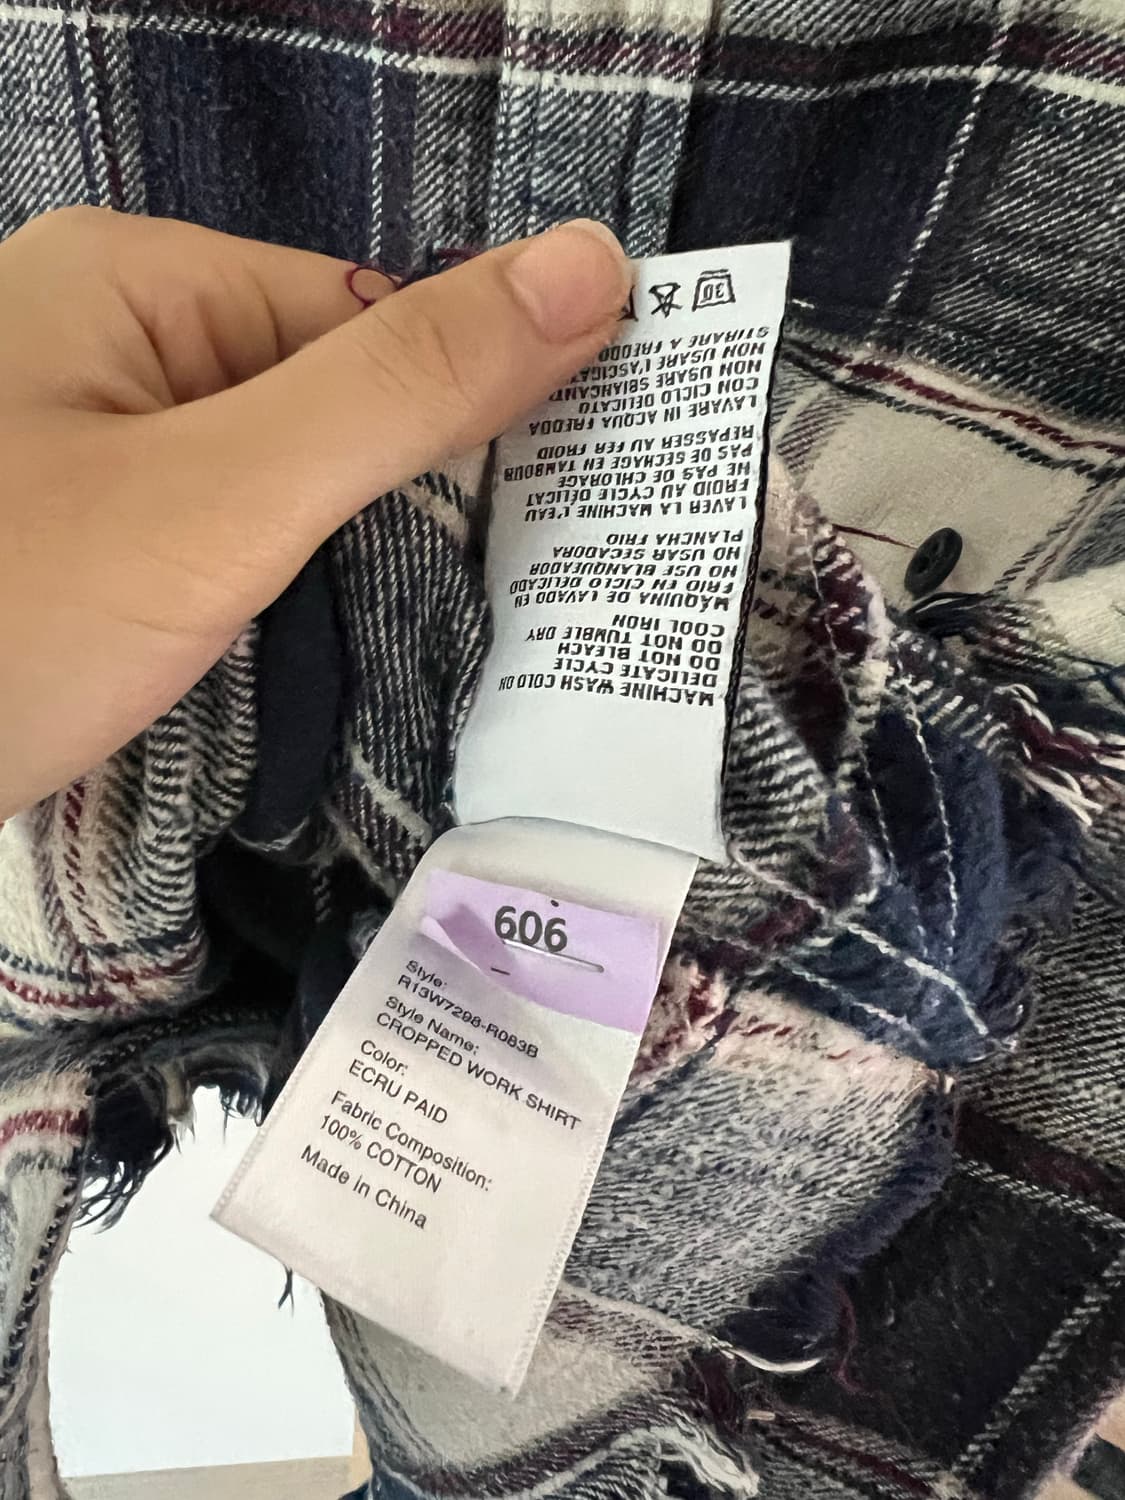 30
MACHINE WASH COLD ON
DELICATE CYCLE
DO NOT BLEACH
DO NOT TUMBLE DRY
COOL IRON
MÁQUINA DE LAVADO EN
FRIO EN CICLO DELICADO
NO USE BLANQUEADOR
NO USAR SECADORA
PLANCHA FRIO
LAVER LA MACHINE L'EAU
FROID AU CYCLE DÉLICAT
NE PAS DE CHLORAGE
PAS DE SECHAGE EN TAMBOUR
REPASSER AU FER FROID
LAVARE IN ACQUA FREDDA
CON CICLO DELICATO
NON USARE SBIANCANT
NON USARE L'ASCIGAT
STIRARE A FREDDO
606
Style:
R13W7298-R083B
Style Name:
CROPPED WORK SHIRT
Color:
ECRU PAID
Fabric Composition:
100% COTTON
Made in China